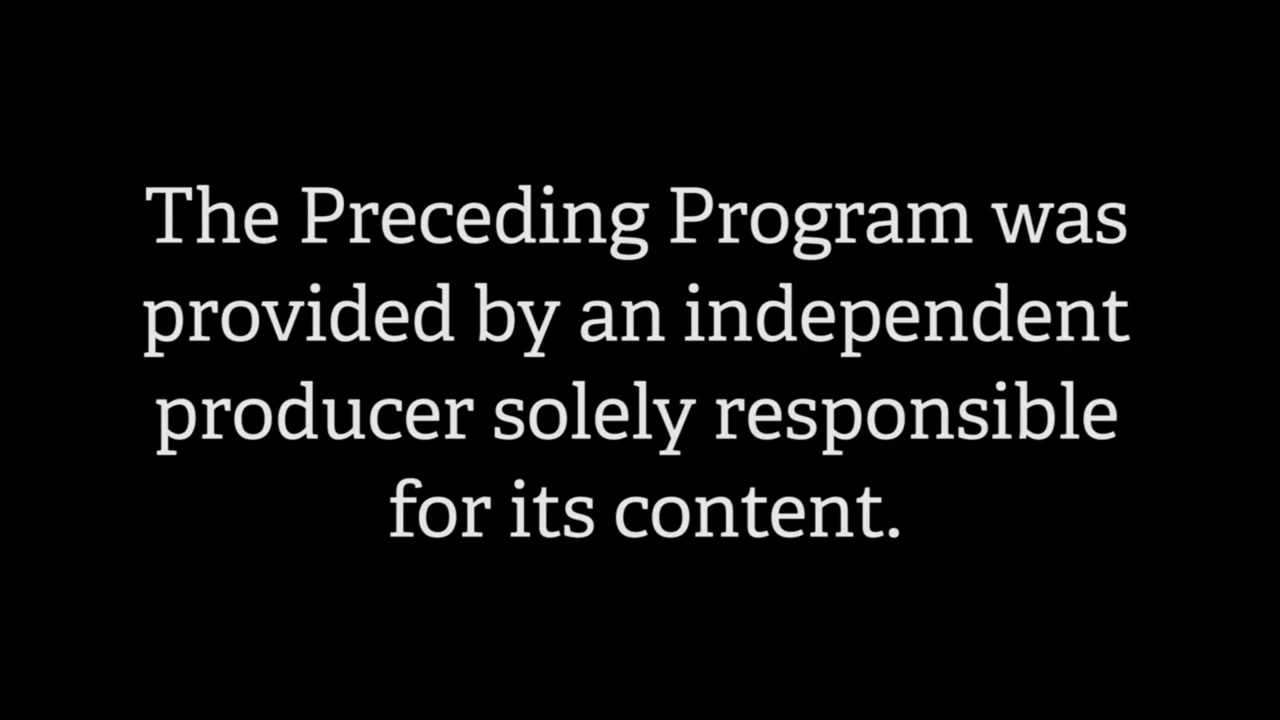 The Preceding Program was
provided by an independent
producer solely responsible
for its content.